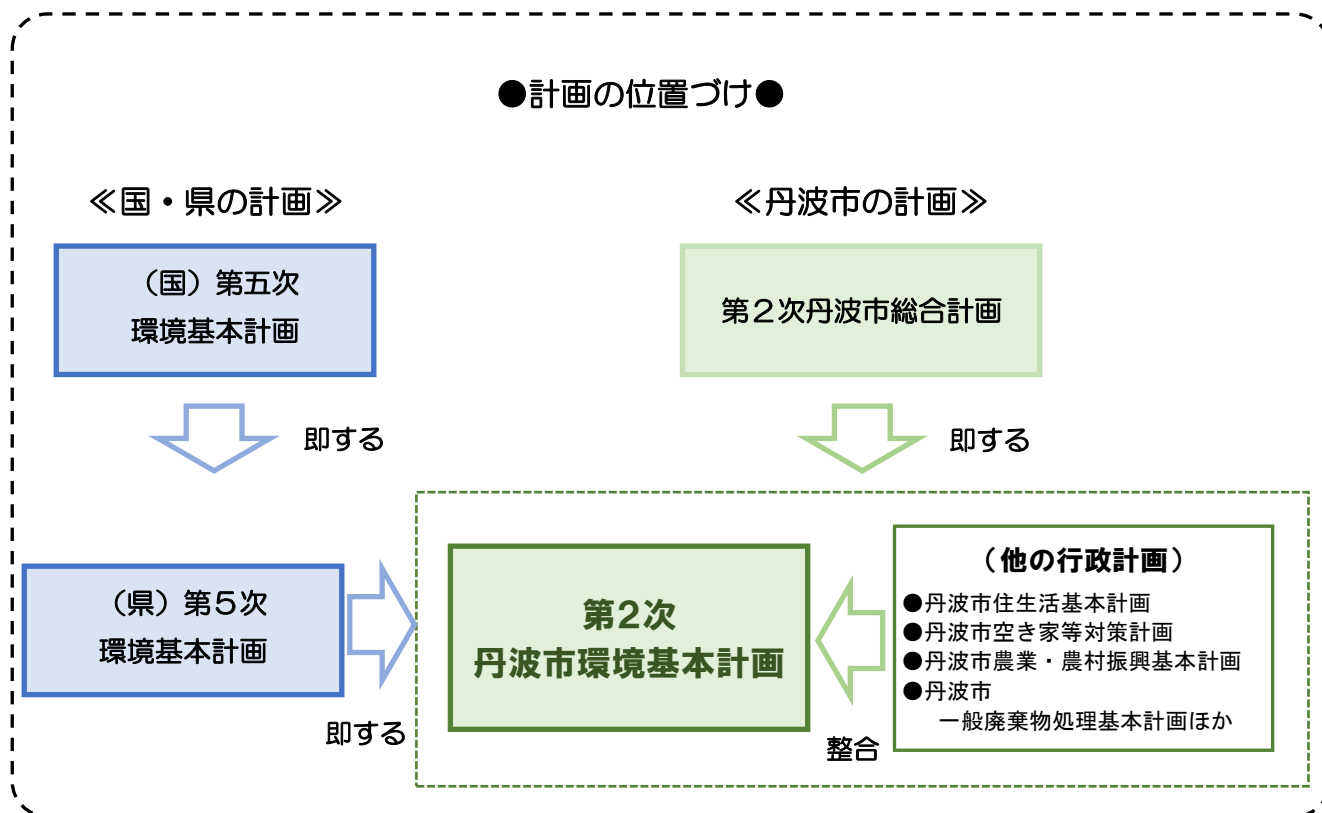 ●計画の位置づけ●
≪国・県の計画≫
（国）第五次
環境基本計画
即する
（県）第５次
環境基本計画
即する
≪丹波市の計画≫
第２次丹波市総合計画
即する
第2次
丹波市環境基本計画
（他の行政計画）
●丹波市住生活基本計画
●丹波市空き家等対策計画
●丹波市農業・農村振興基本計画
●丹波市
一般廃棄物処理基本計画ほか
整合